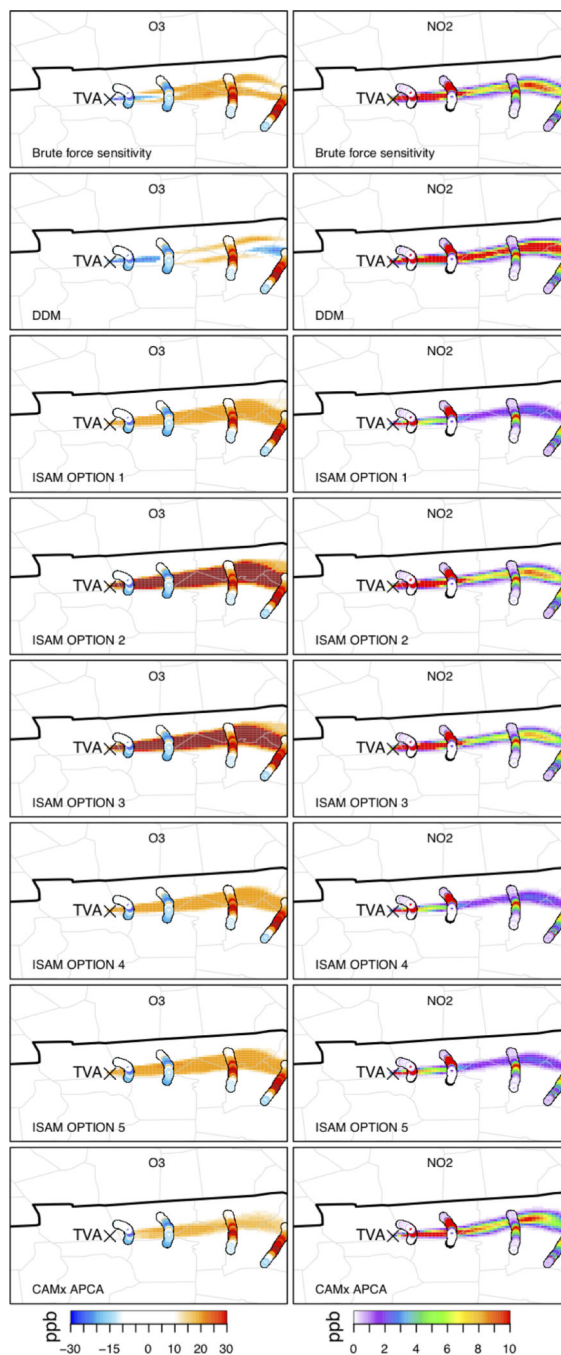 O3 NO2
TVA TVA
Brute force sensitivity Brute force sensitivity
O3 NO2
TVA TVA
DDM DDM
O3 NO2
TVA TVA
ISAM OPTION 1 ISAM OPTION 1
O3 NO2
TVA TVA
ISAM OPTION 2 ISAM OPTION 2
O3 NO2
TVA TVA
ISAM OPTION 3 ISAM OPTION 3
O3 NO2
TVA TVA
ISAM OPTION 4 ISAM OPTION 4
O3 NO2
TVA TVA
ISAM OPTION 5 ISAM OPTION 5
O3 NO2
TVA TVA
CAMx APCA CAMx APCA
ppb ppb
−30 −15 0 10 20 30 0 2 4 6 8 10